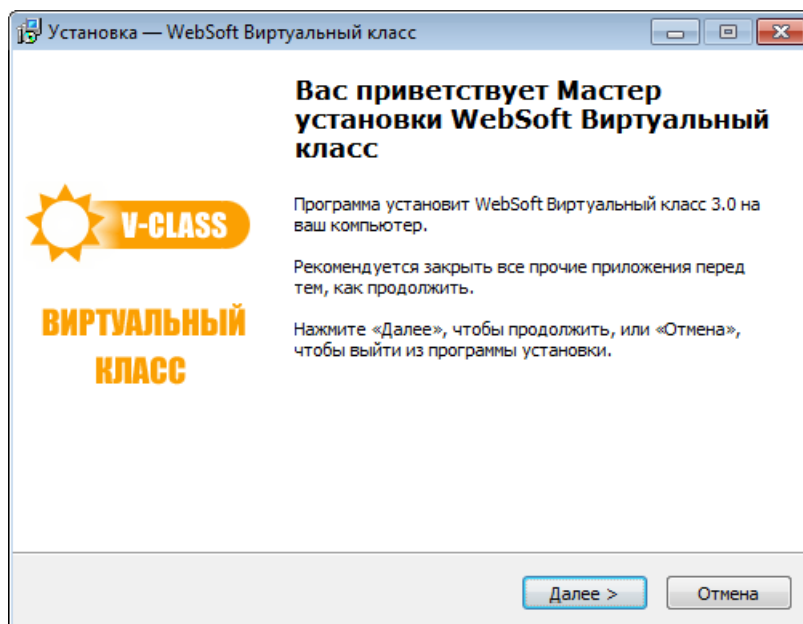 Установка — WebSoft Виртуальный класс
Вас приветствует Мастер
установки WebSoft Виртуальный
класс
Программа установит WebSoft Виртуальный класс 3.0 на
ваш компьютер.
Рекомендуется закрыть все прочие приложения перед
тем, как продолжить.
Нажмите «Далее», чтобы продолжить, или «Отмена»,
чтобы выйти из программы установки.
V-CLASS
ВИРТУАЛЬНЫЙ
КЛАСС
Далее >
Отмена